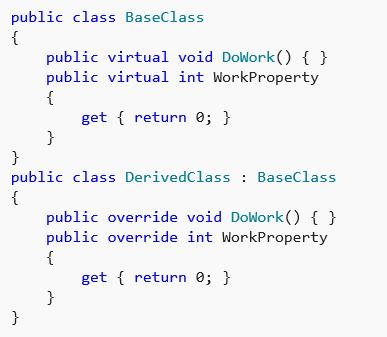 public class BaseClass
{
    public virtual void DoWork() { }
    public virtual int WorkProperty
    {
        get { return 0; }
    }
}
public class DerivedClass : BaseClass
{
    public override void DoWork() { }
    public override int WorkProperty
    {
        get { return 0; }
    }
}